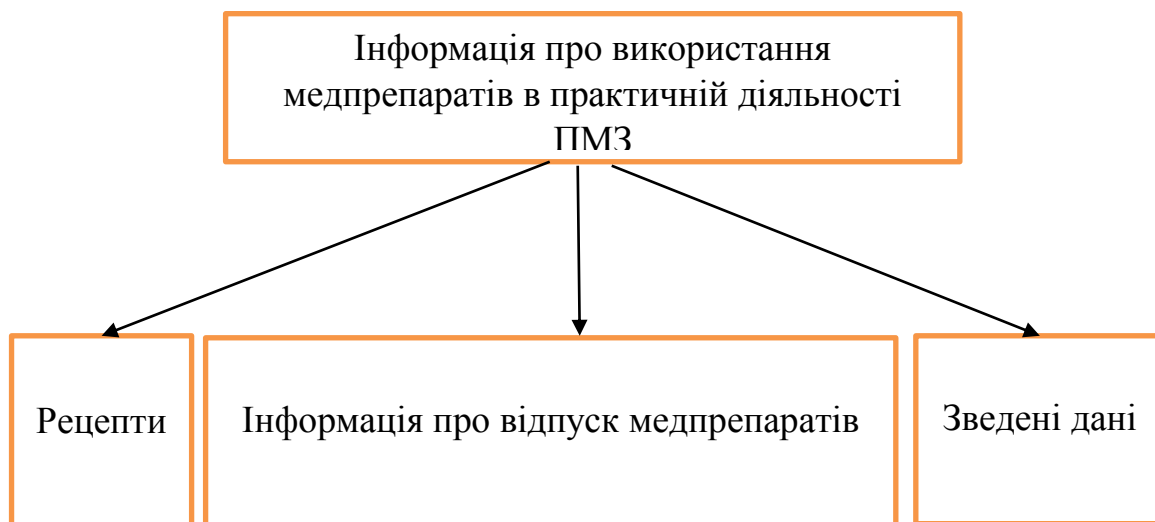 Інформація про використання
медпрепаратів в практичній діяльності
ПМЗ
Рецепти
Інформація про відпуск медпрепаратів
Зведені дані